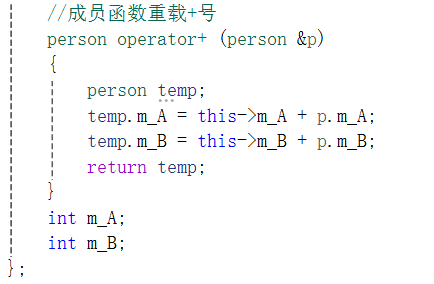 //成员函数重载+号
person operator+ (person &p)
{
person temp;
temp.m_A = this->m_A + p.m_A;
temp.m_B = this->m_B + p.m_B;
return temp;
}
int m_A;
int m_B;
};